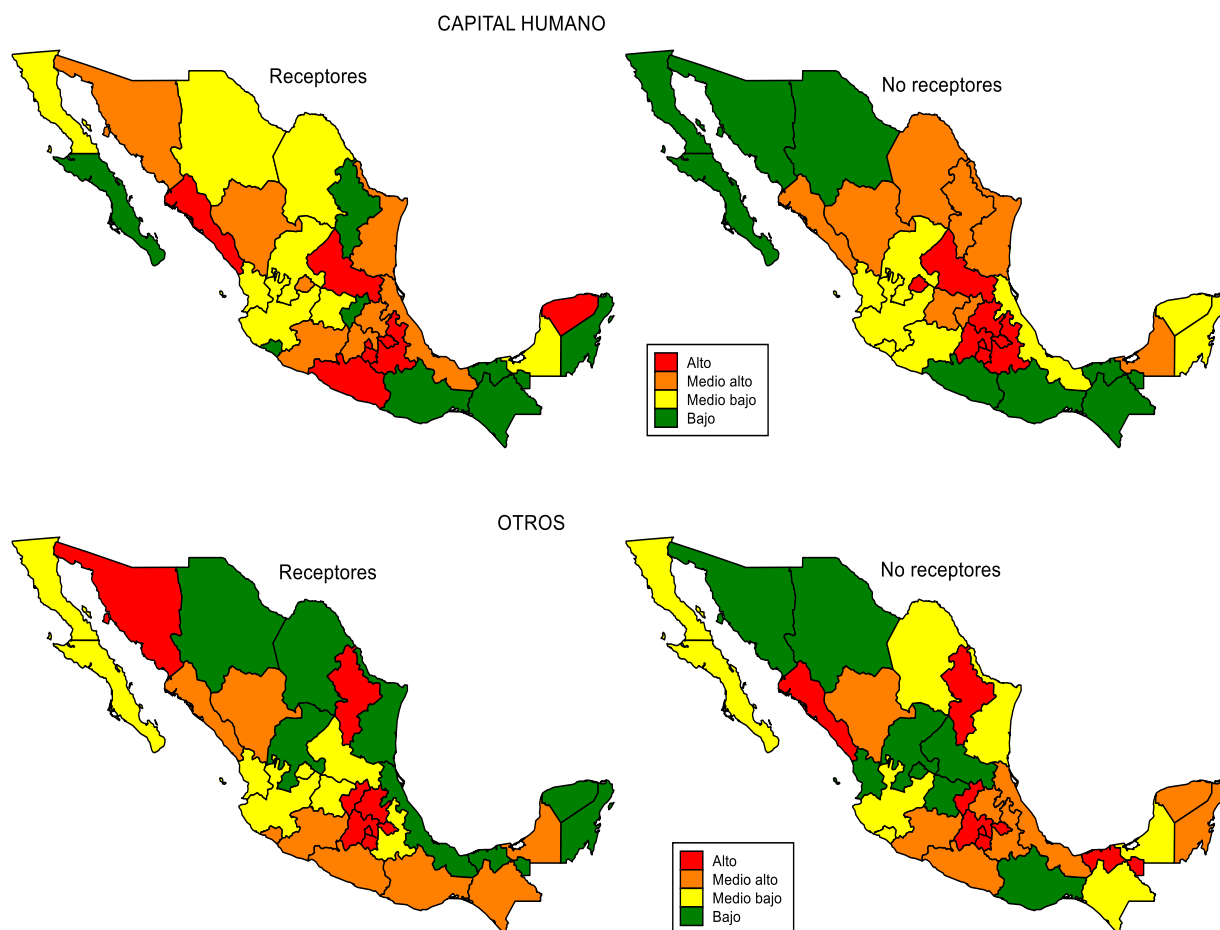 CAPITAL HUMANO
Receptores
No receptores
Alto
Medio alto
Medio bajo
Bajo
OTROS
Receptores
No receptores
Alto
Medio alto
Medio bajo
Bajo